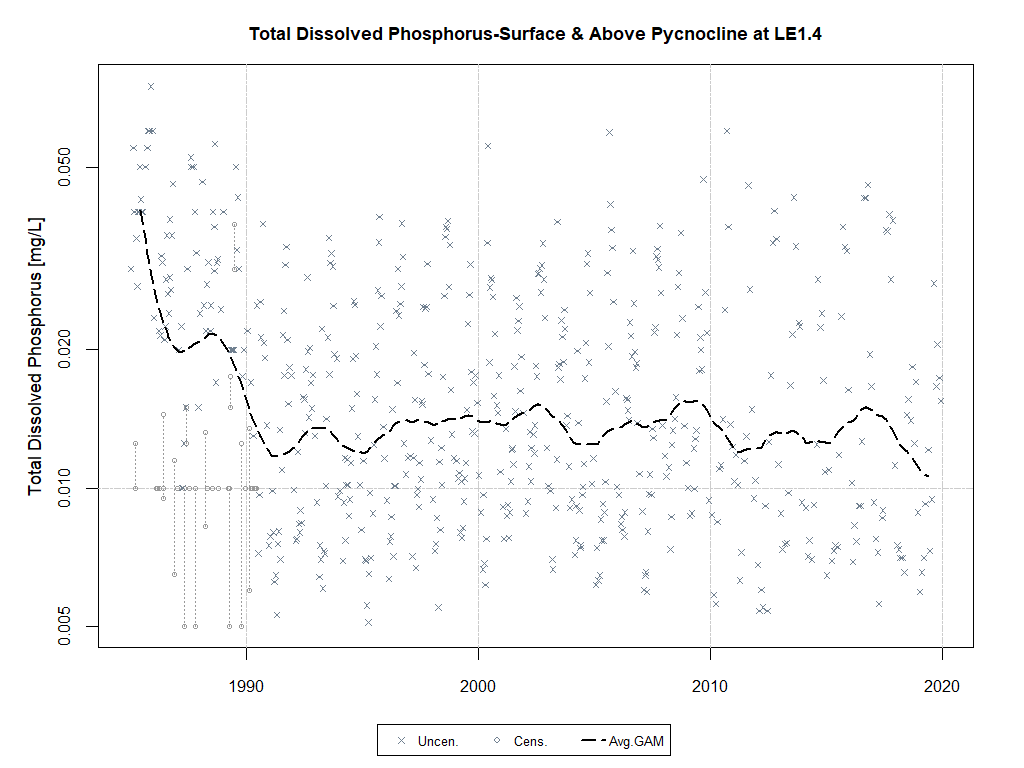 Total Dissolved Phosphorus-Surface & Above Pycnocline at LE1.4
Total Dissolved Phosphorus [mg/L]
0.050
0.020
0.010
0.005
1990 2000 2010 2020
Uncen. Cens. Avg.GAM